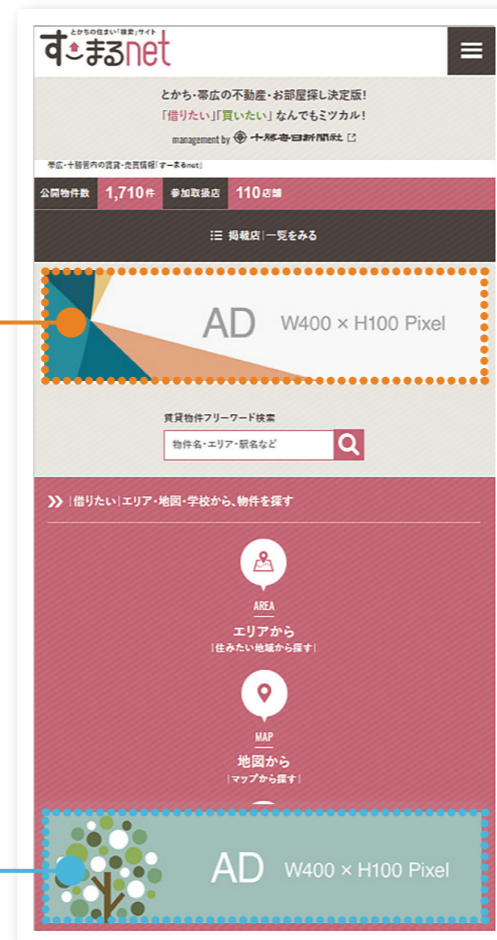 とかちの住まい「検索」サイト
すーまるnet
とかち・帯広の不動産・お部屋探し決定版!
「借りたい」「買いたい」なんでもミツカル!
management by 十勝毎日新聞社
帯広・十勝管内の賃貸・売買情報「すーまるnet」
公開物件数 1,710件 参加取扱店 110店舗
掲載店|一覧をみる
AD W400 × H100 Pixel
賃貸物件フリーワード検索
物件名・エリア・駅名など
|借りたい|エリア・地図・学校から、物件を探す
AREA
エリアから
|住みたい地域から探す|
MAP
地図から
|マップから探す|
AD W400 × H100 Pixel